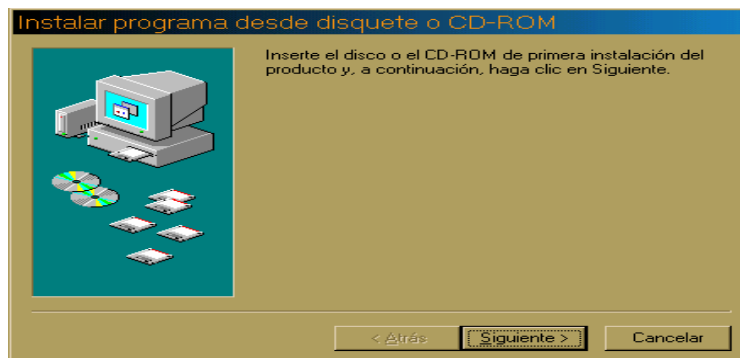 Instalar programa desde disquete o CD-ROM
Inserte el disco o el CD-ROM de primera instalación del
producto y, a continuación, haga clic en Siguiente.
< Atrás
Siguiente >
Cancelar